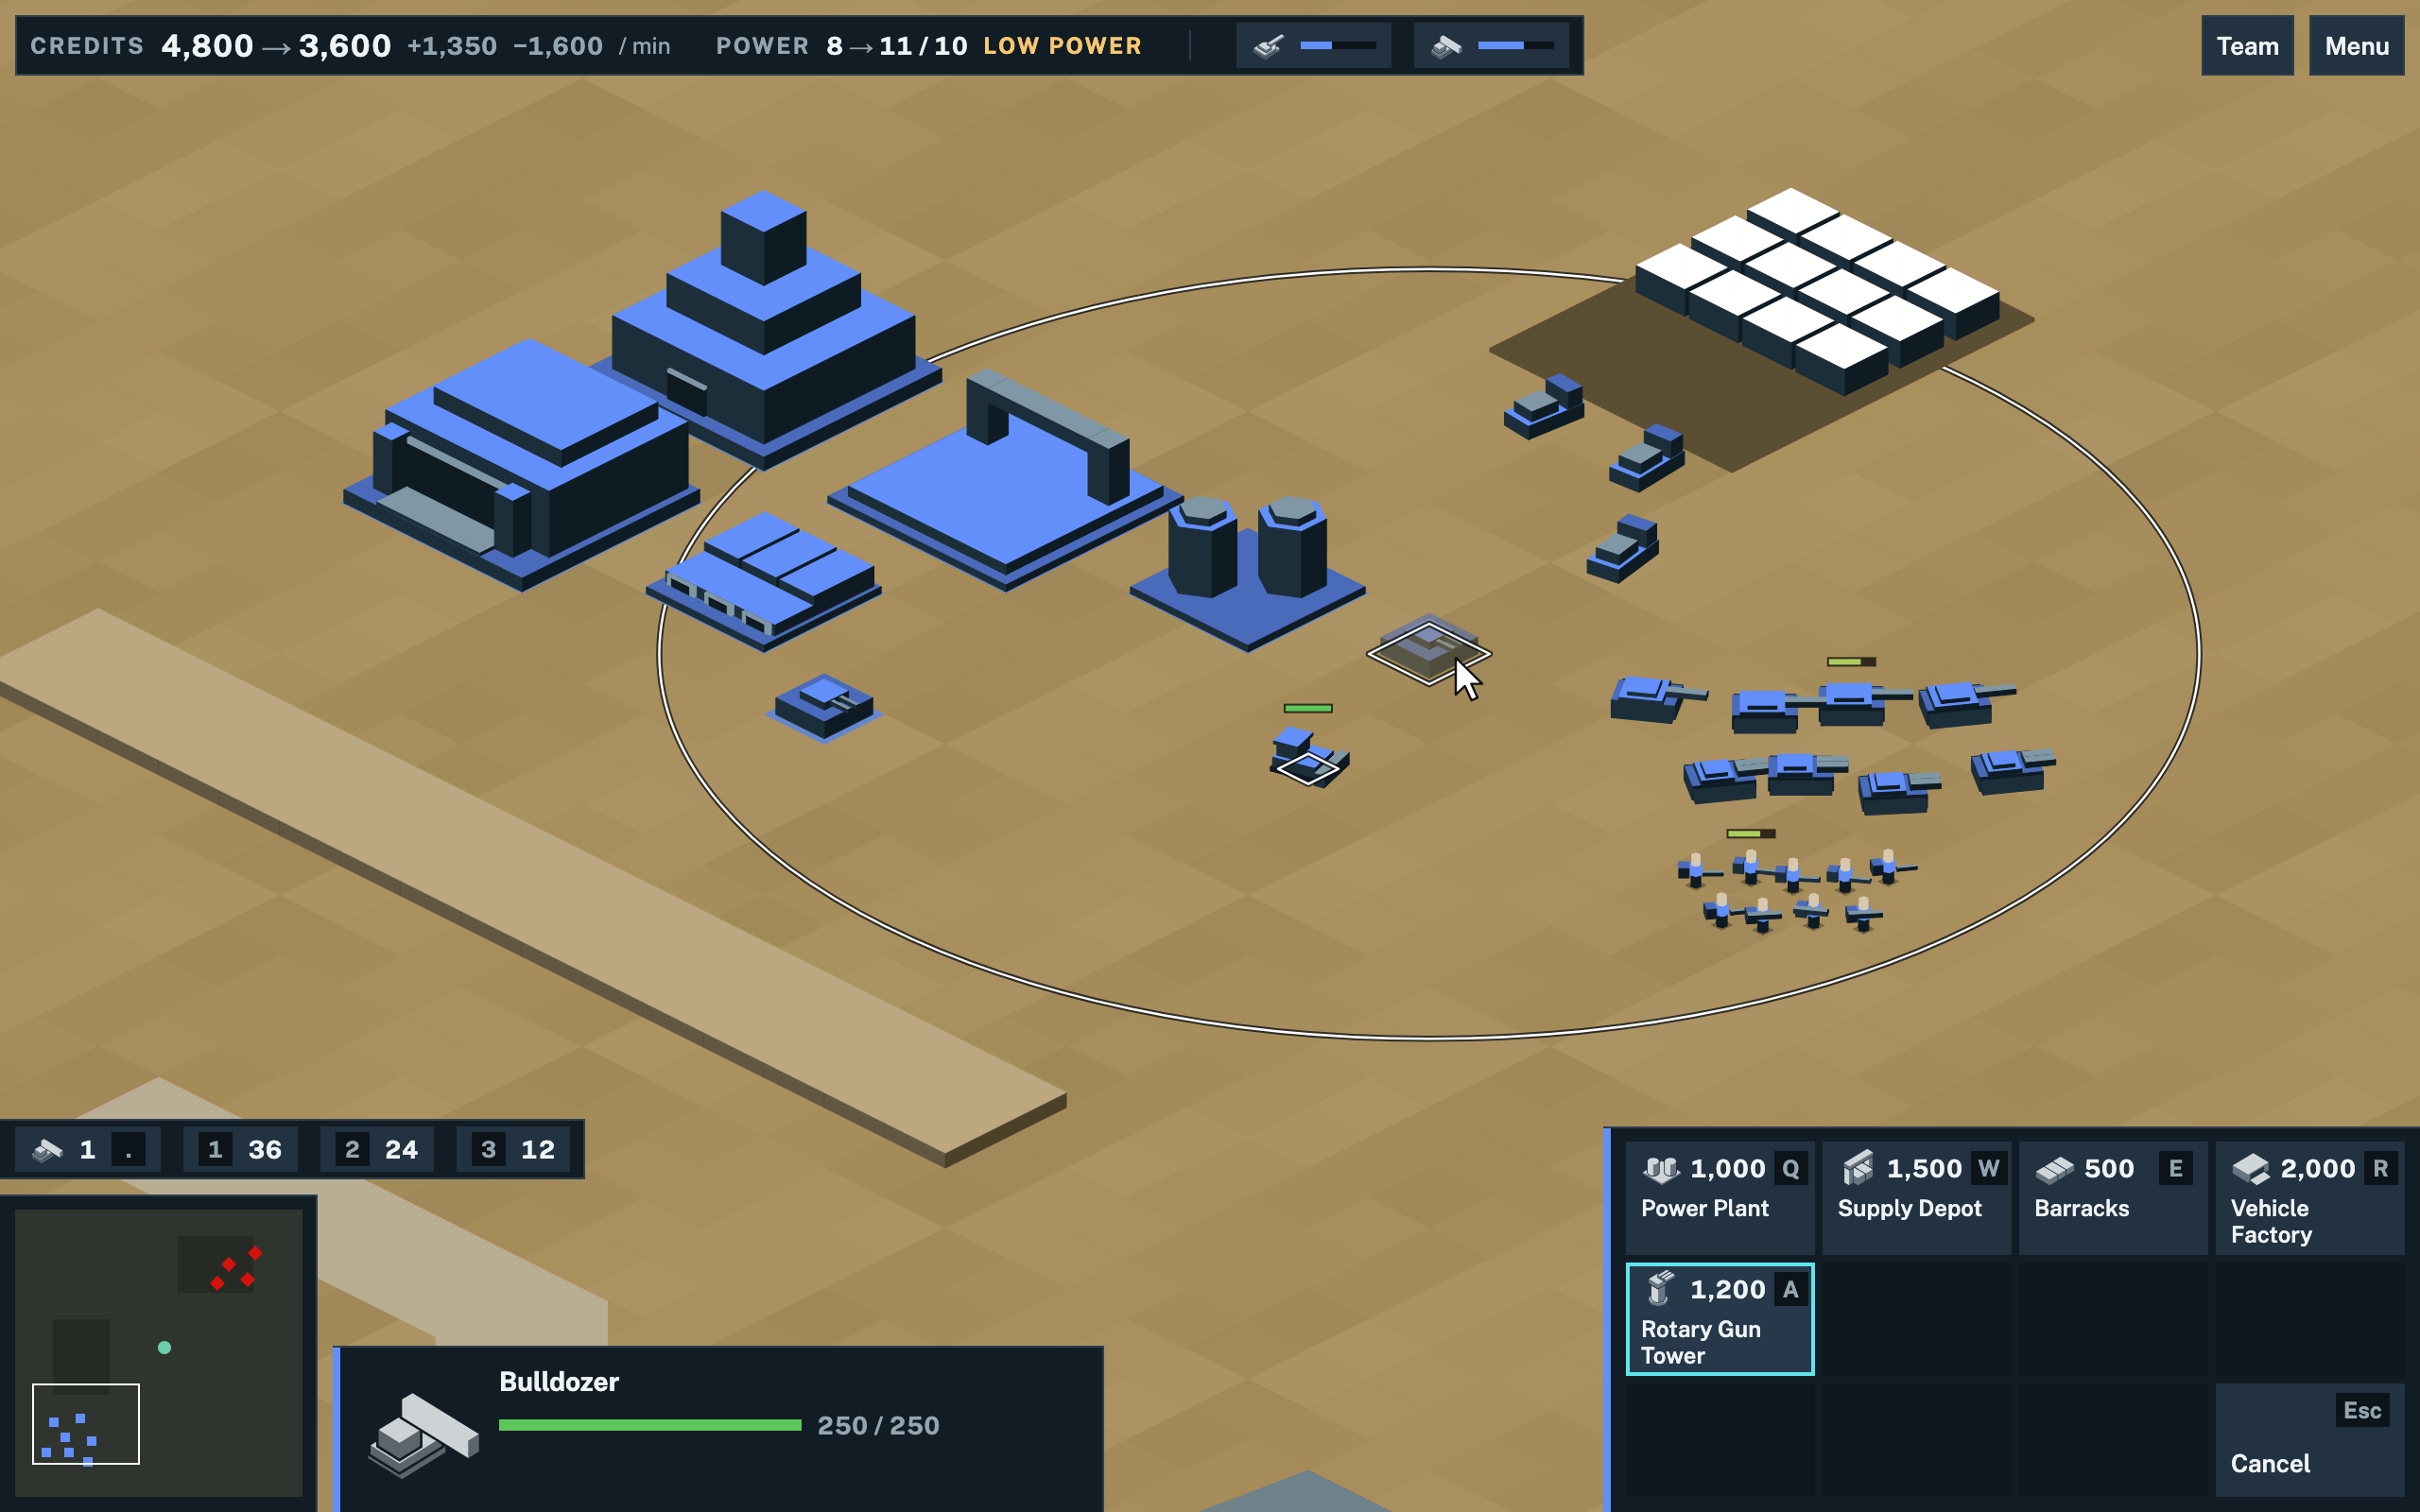 CREDITS 4,800 → 3,600 +1,350 −1,600 / min POWER 8 → 11 / 10 LOW POWER
Team Menu
1 . 1 36 2 24 3 12
Bulldozer
250 / 250
1,000 Q
Power Plant
1,500 W
Supply Depot
500 E
Barracks
2,000 R
Vehicle
Factory
1,200 A
Rotary Gun
Tower
Esc
Cancel